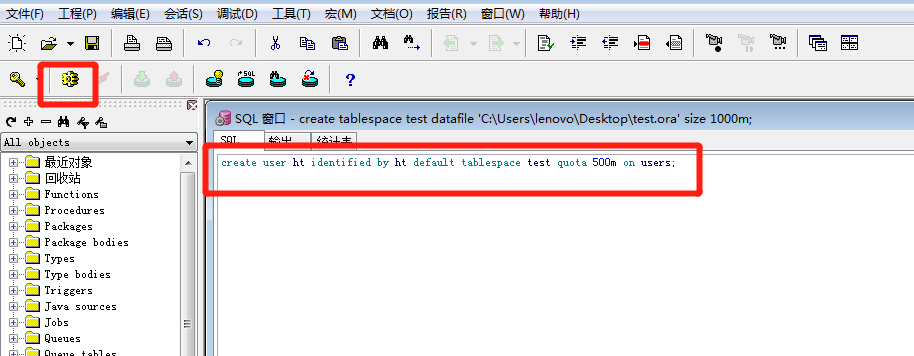 文件(F) 工程(P) 编辑(E) 会话(S) 调试(D) 工具(T) 宏(M) 文档(O) 报告(R) 窗口(W) 帮助(H)
SQL
?
SQL 窗口 - create tablespace test datafile 'C:\Users\lenovo\Desktop\test.ora' size 1000m;
SQL 输出 统计表
All objects
create user ht identified by ht default tablespace test quota 500m on users;
最近对象
回收站
Functions
Procedures
Packages
Package bodies
Types
Type bodies
Triggers
Java sources
Jobs
Queues
Queue tables